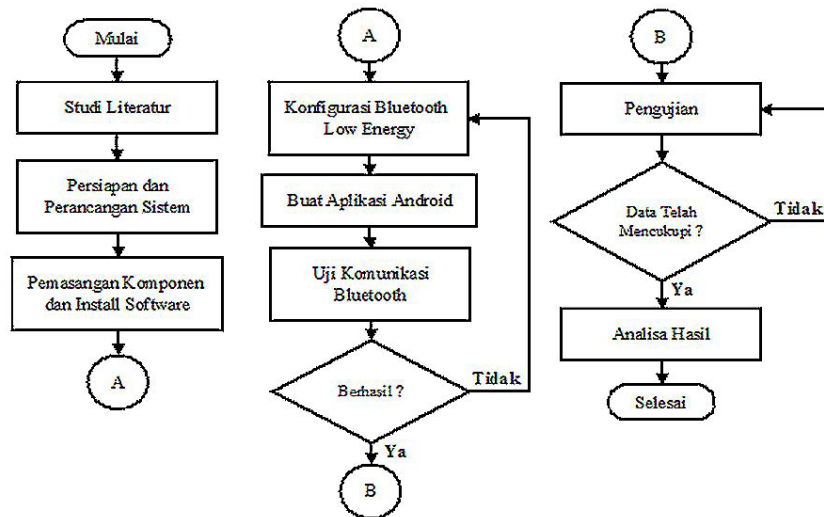 Mulai
Studi Literatur
Persiapan dan
Perancangan Sistem
Pemasangan Komponen
dan Install Software
A
A
Konfigurasi Bluetooth
Low Energy
Buat Aplikasi Android
Uji Komunikasi
Bluetooth
Berhasil ?
Tidak
Ya
B
B
Pengujian
Data Telah
Mencukupi ?
Tidak
Ya
Analisa Hasil
Selesai